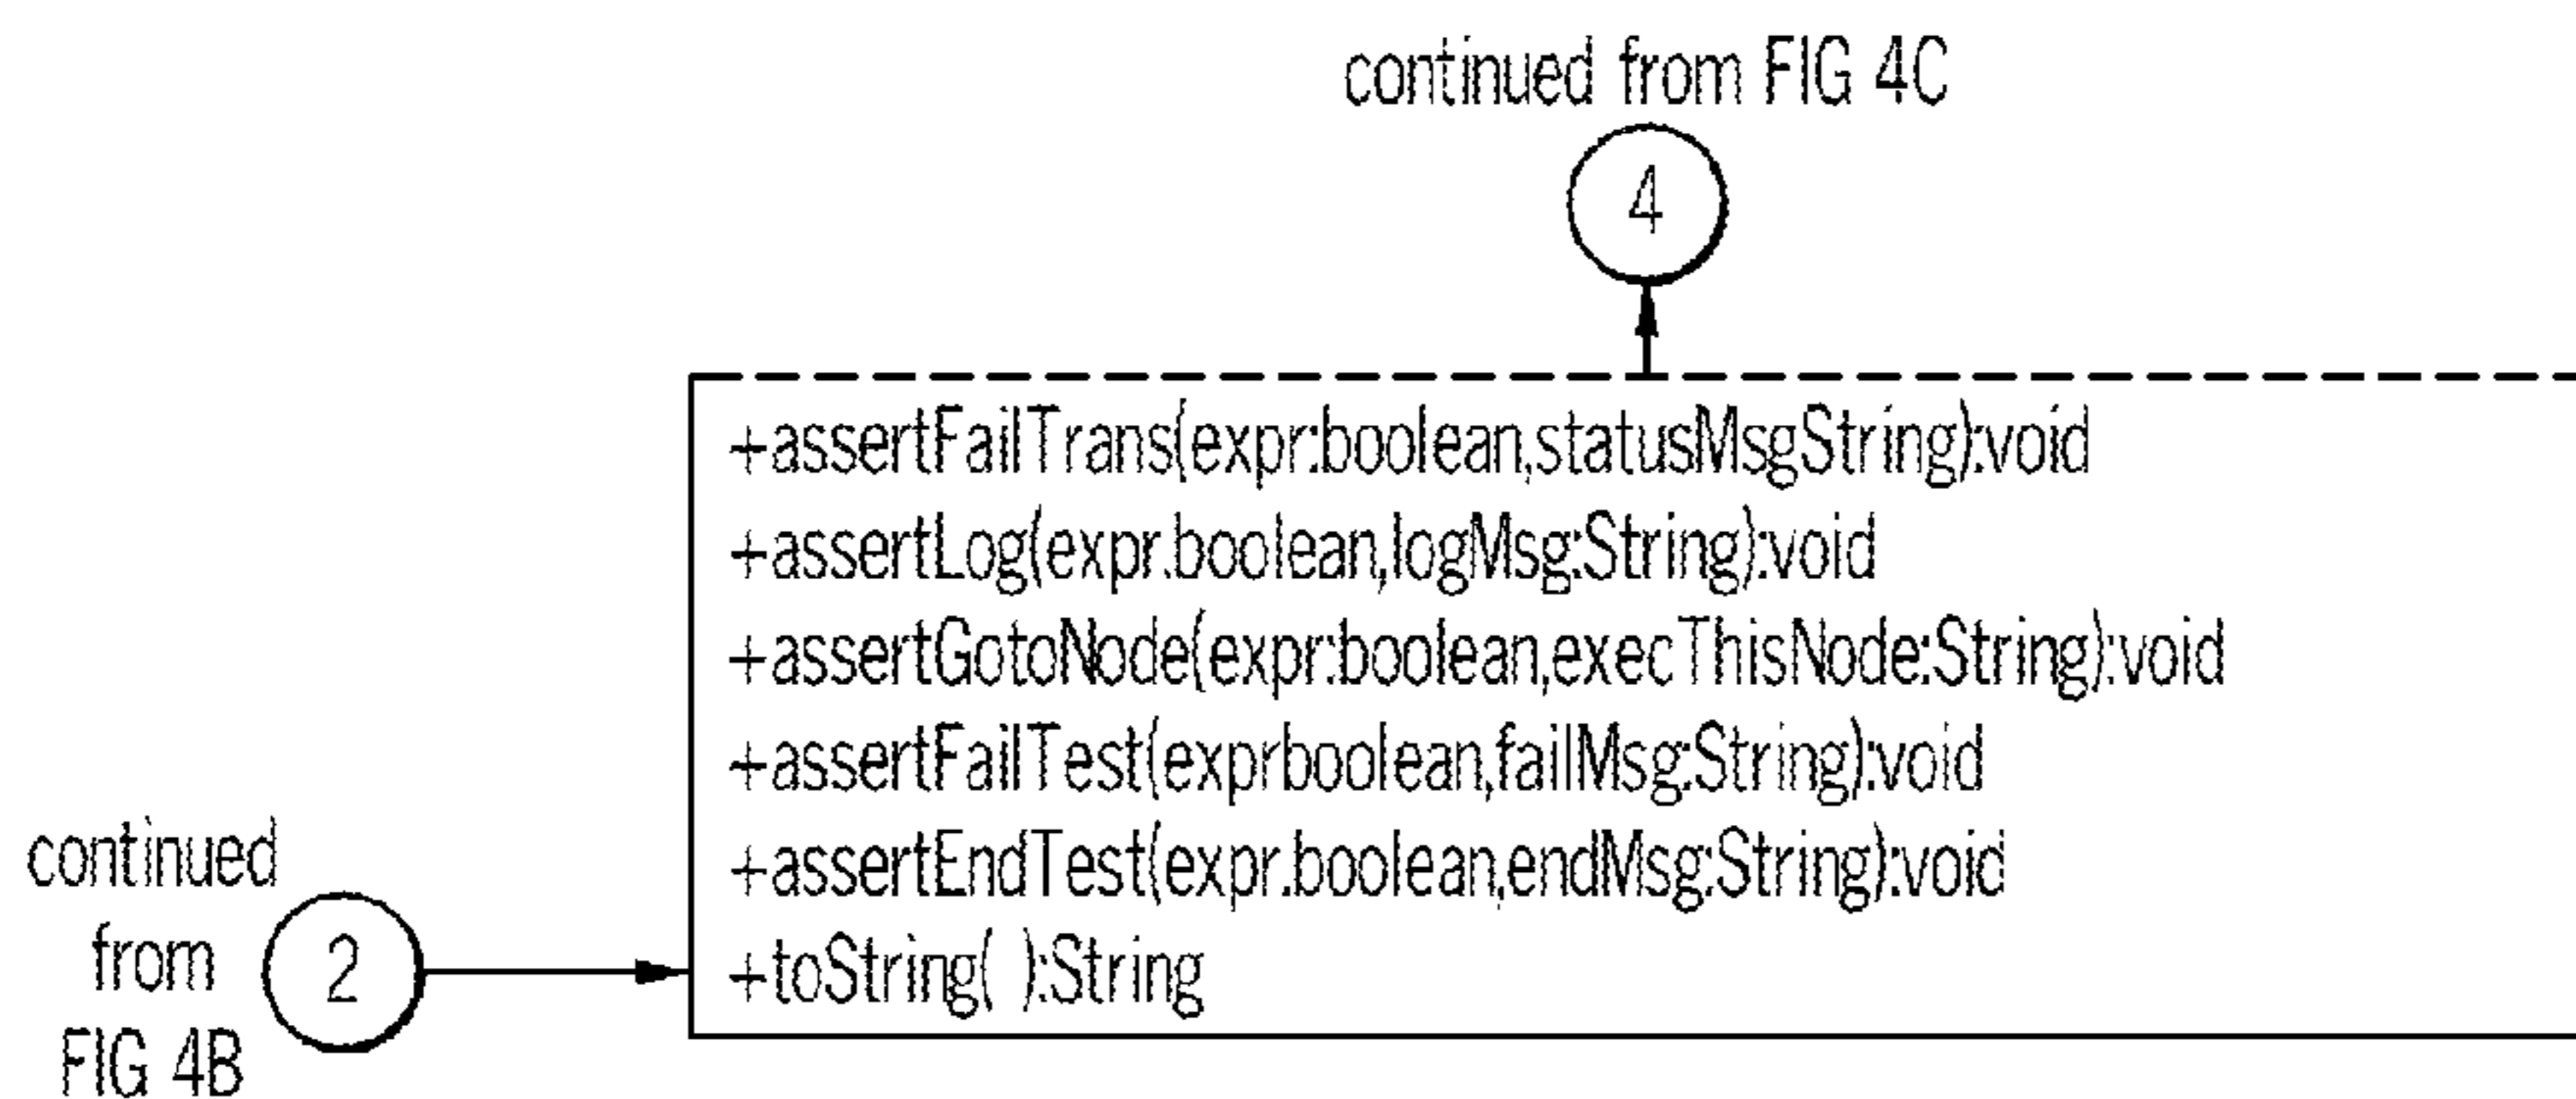 continued from FIG 4C
4
+assertFailTrans(expr:boolean,statusMsgString):void
+assertLog(expr.boolean,logMsg:String):void
+assertGotoNode(expr:boolean,execThisNode:String):void
+assertFailTest(exprboolean,failMsg:String):void
+assertEndTest(expr.boolean,endMsg:String):void
+toString( ):String
continued
from
FIG 4B
2